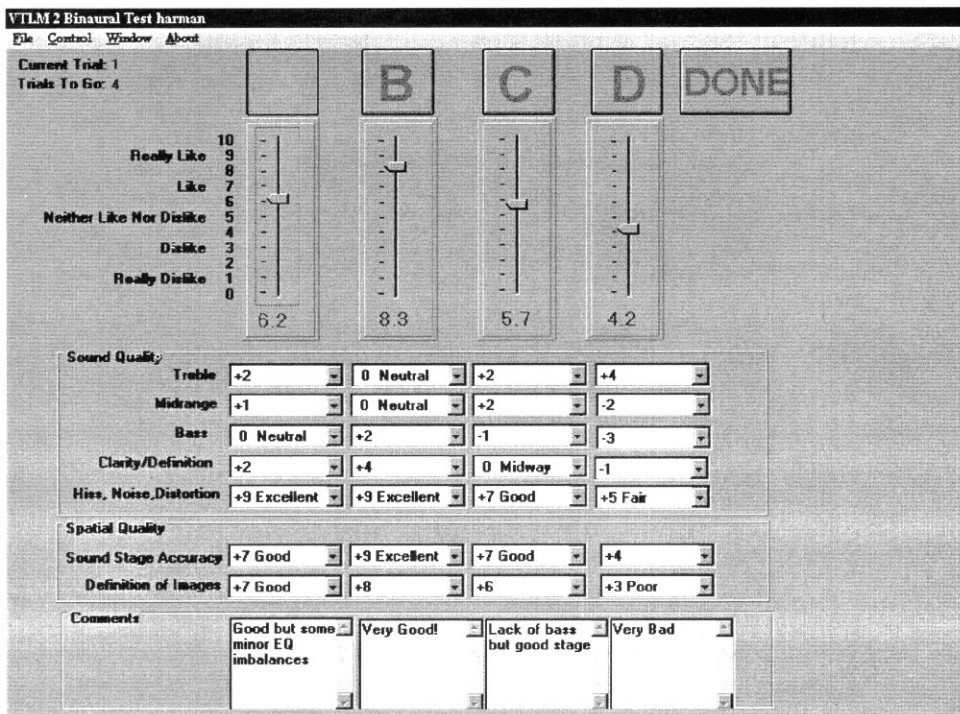 VTLM 2 Binaural Test harman
File Control Window About
Current Trial: 1
Trials To Go: 4
B C D DONE
10
Really Like 9
8
Like 7
6
Neither Like Nor Dislike 5
4
Dislike 3
2
Really Dislike 1
0
6.2 8.3 5.7 4.2
Sound Quality
Treble +2 0 Neutral +2 +4
Midrange +1 0 Neutral +2 -2
Bass 0 Neutral +2 -1 -3
Clarity/Definition +2 +4 0 Midway -1
Hiss, Noise,Distortion +9 Excellent +9 Excellent +7 Good +5 Fair
Spatial Quality
Sound Stage Accuracy +7 Good +9 Excellent +7 Good +4
Definition of Images +7 Good +8 +6 +3 Poor
Comments
Good but some minor EQ imbalances
Very Good!
Lack of bass but good stage
Very Bad